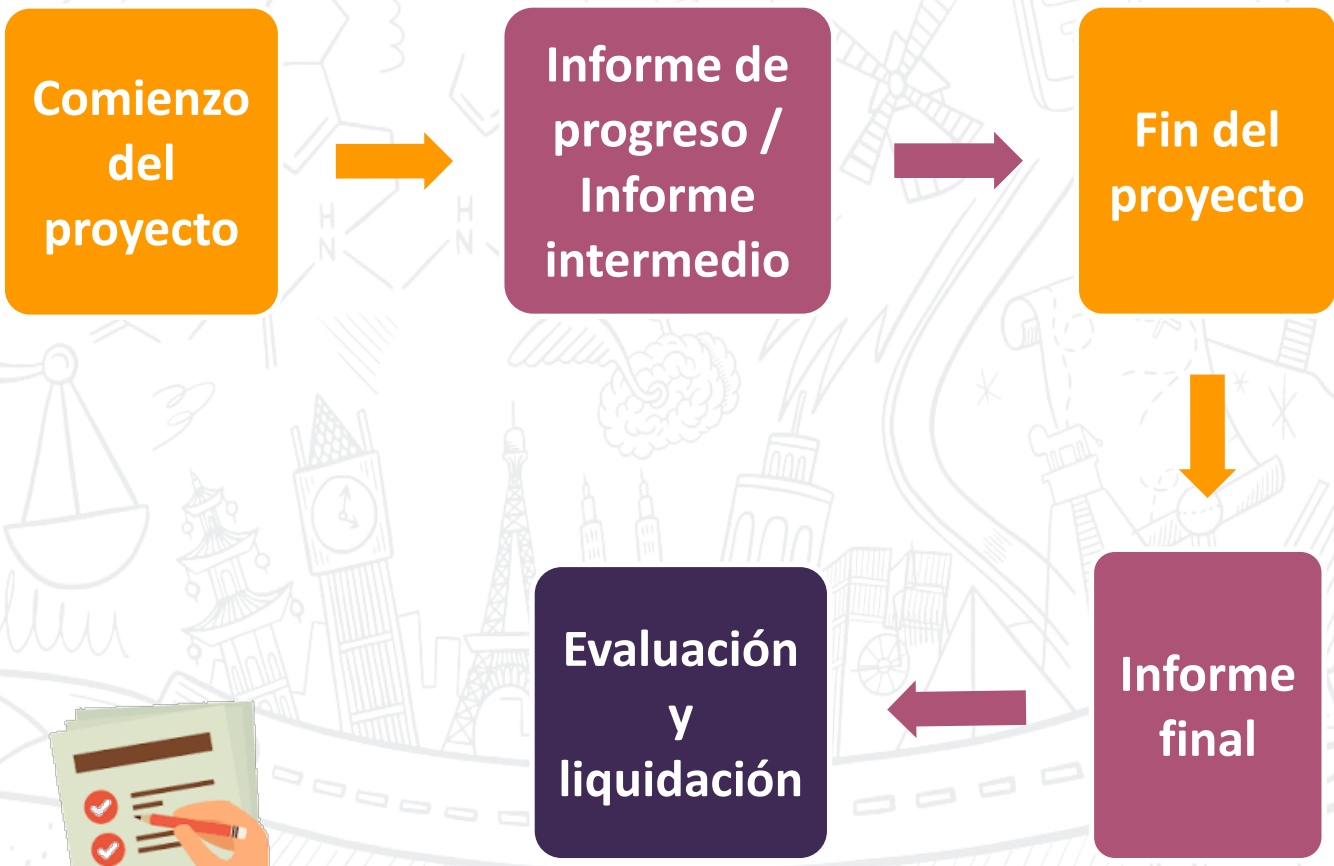 Comienzo
del
proyecto
Informe de
progreso /
Informe
intermedio
Fin del
proyecto
H
N
H
N
Informe
final
Evaluación
y
liquidación